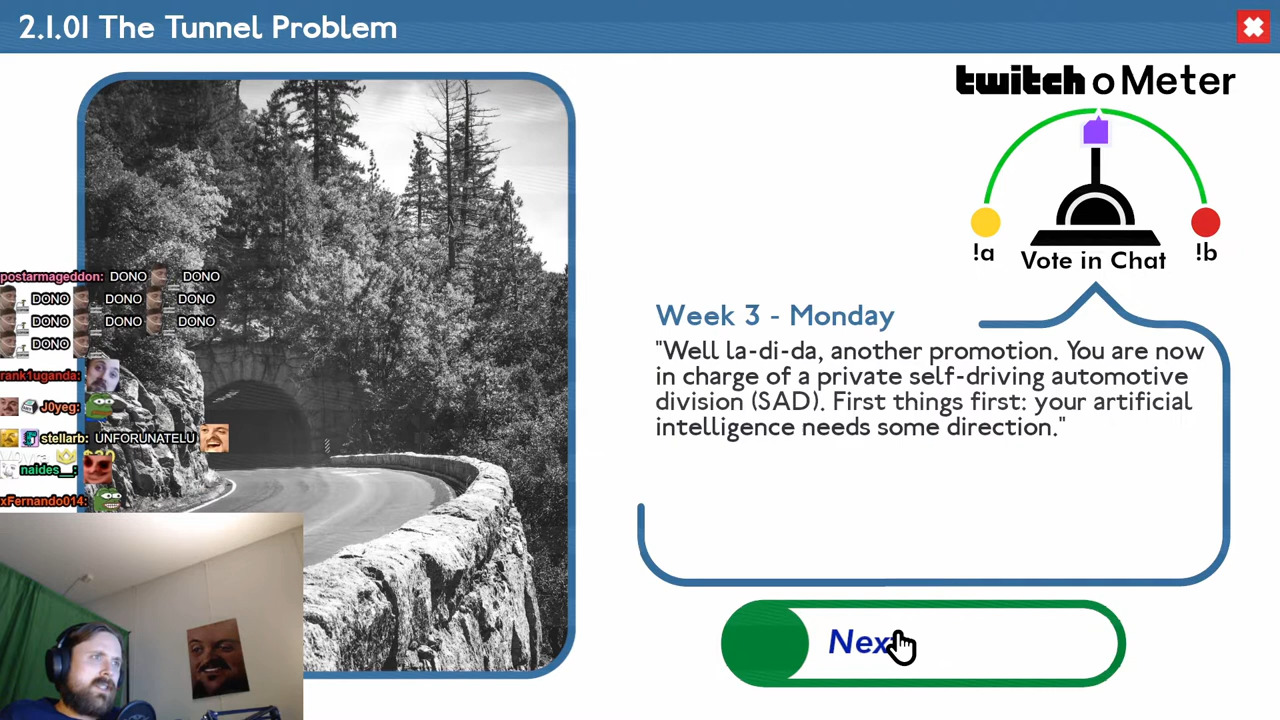 2.1.01 The Tunnel Problem
twitch o Meter
!a
Vote in Chat
!b
Week 3 - Monday
"Well la-di-da, another promotion. You are now
in charge of a private self-driving automotive
division (SAD). First things first: your artificial
intelligence needs some direction."
Next
postarmageddon: DONO DONO
DONO DONO DONO
DONO DONO DONO
DONO
rank1uganda:
J0yeg:
stellarb: UNFORUNATELU
naides__:
xFernando014: